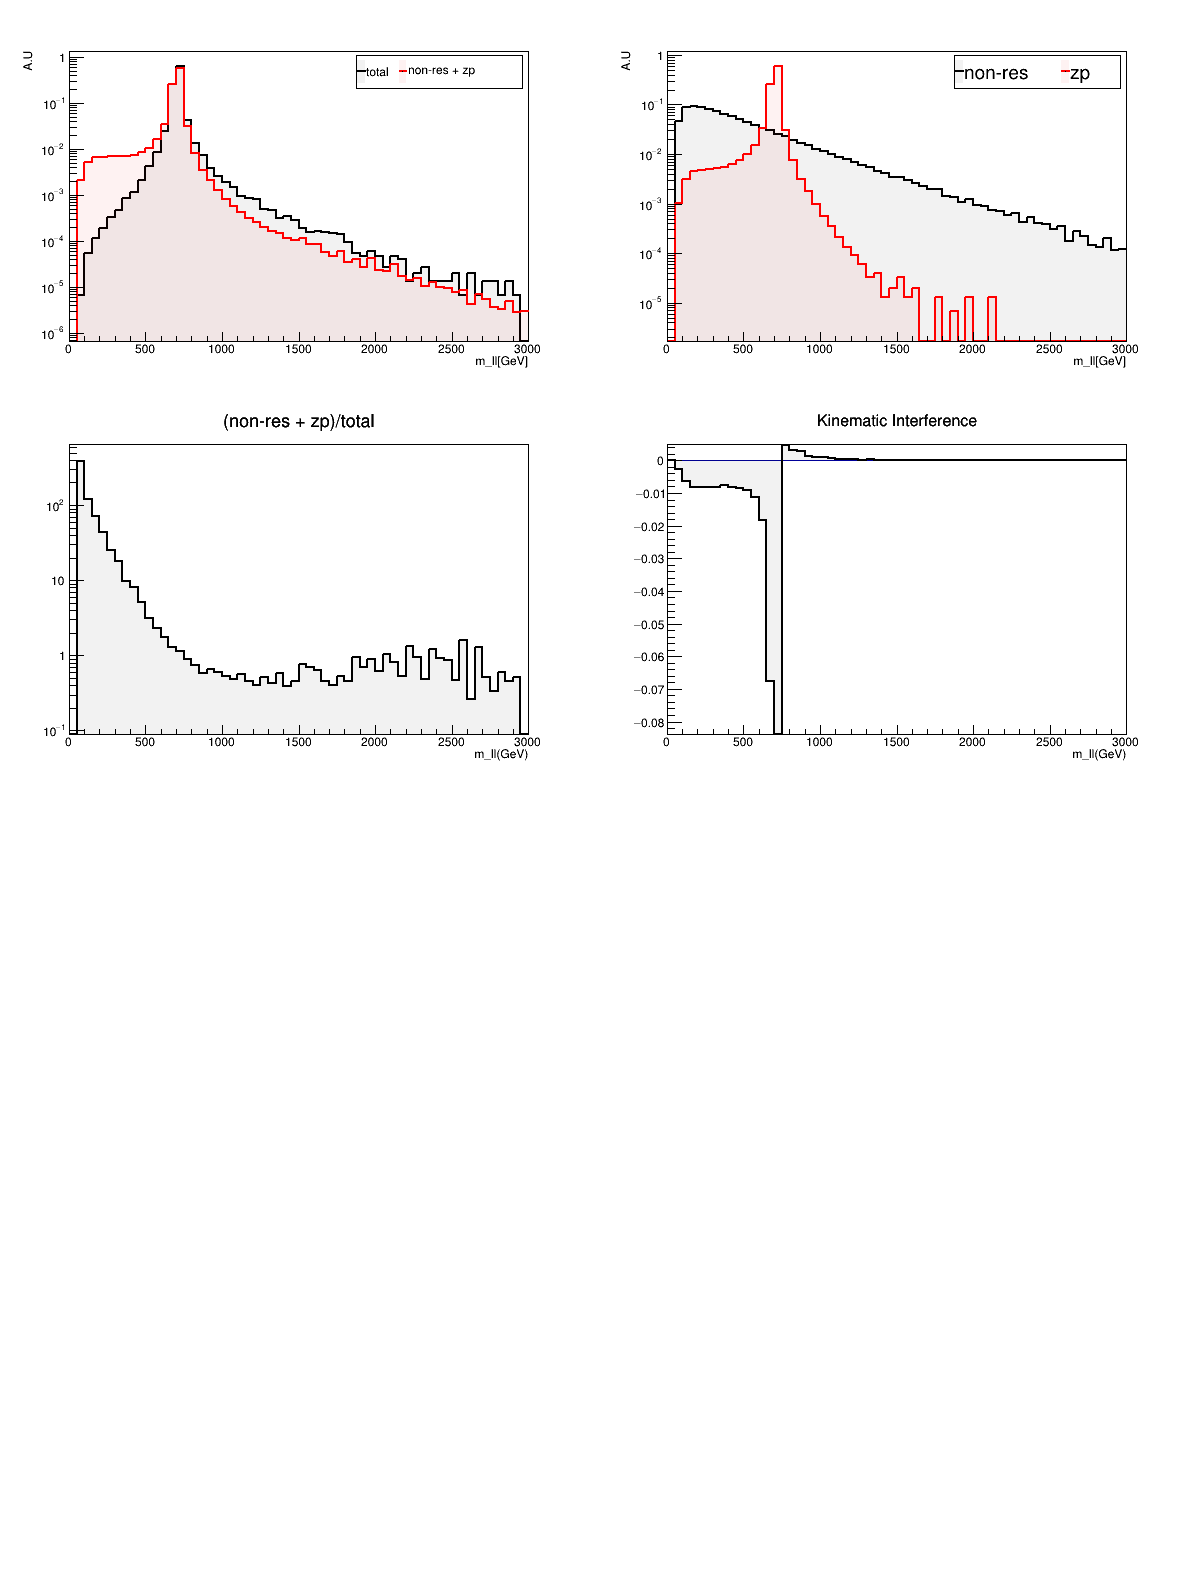 A.U
1
10⁻¹
10⁻²
10⁻³
10⁻⁴
10⁻⁵
10⁻⁶
total non-res + zp
0 500 1000 1500 2000 2500 3000
m_ll[GeV]
A.U
1
10⁻¹
10⁻²
10⁻³
10⁻⁴
10⁻⁵
non-res zp
0 500 1000 1500 2000 2500 3000
m_ll[GeV]
(non-res + zp)/total
10²
10
1
10⁻¹
0 500 1000 1500 2000 2500 3000
m_ll(GeV)
Kinematic Interference
0
−0.01
−0.02
−0.03
−0.04
−0.05
−0.06
−0.07
−0.08
0 500 1000 1500 2000 2500 3000
m_ll(GeV)